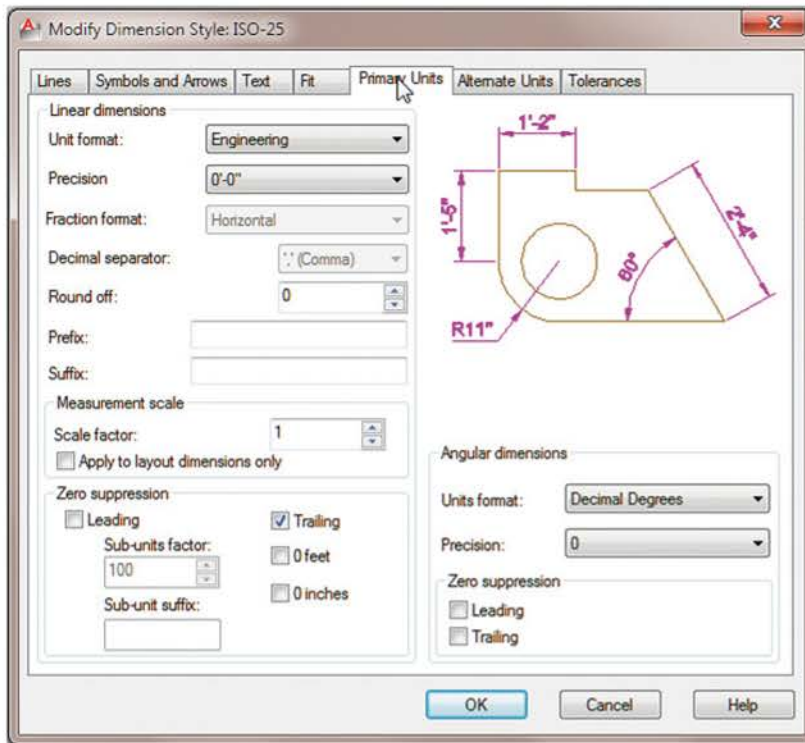 Modify Dimension Style: ISO-25
Lines Symbols and Arrows Text Fit Primary Units Alternate Units Tolerances
Linear dimensions
Unit format: Engineering
Precision 0'-0"
Fraction format: Horizontal
Decimal separator: ',' (Comma)
Round off: 0
Prefix:
Suffix:
Measurement scale
Scale factor: 1
Apply to layout dimensions only
Zero suppression
Leading
Trailing
Sub-units factor:
100
0 feet
Sub-unit suffix:
0 inches
1'-2"
1'-5"
2'-4"
60°
R11"
Angular dimensions
Units format: Decimal Degrees
Precision: 0
Zero suppression
Leading
Trailing
OK Cancel Help